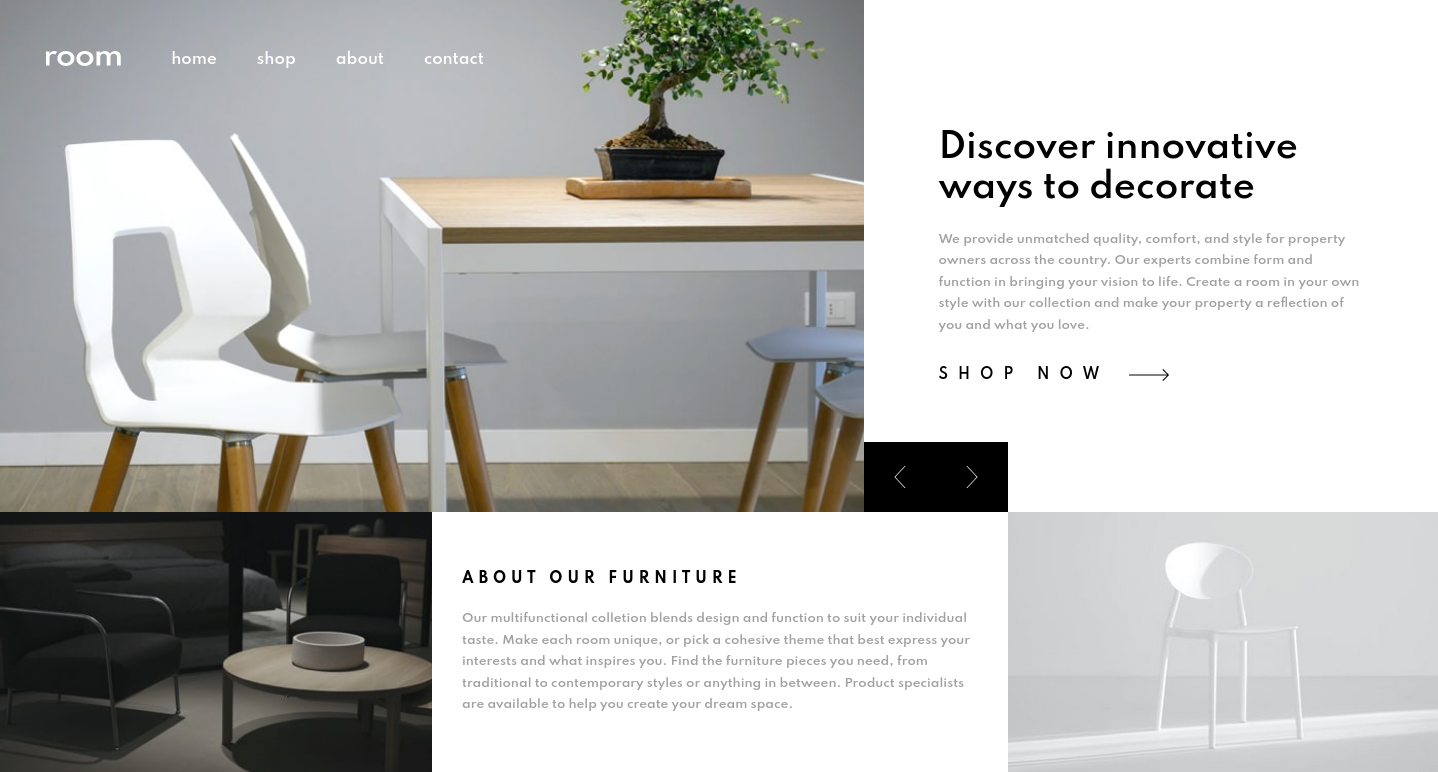 room
home shop about contact
Discover innovative
ways to decorate
We provide unmatched quality, comfort, and style for property
owners across the country. Our experts combine form and
function in bringing your vision to life. Create a room in your own
style with our collection and make your property a reflection of
you and what you love.
SHOP NOW
ABOUT OUR FURNITURE
Our multifunctional colletion blends design and function to suit your individual
taste. Make each room unique, or pick a cohesive theme that best express your
interests and what inspires you. Find the furniture pieces you need, from
traditional to contemporary styles or anything in between. Product specialists
are available to help you create your dream space.